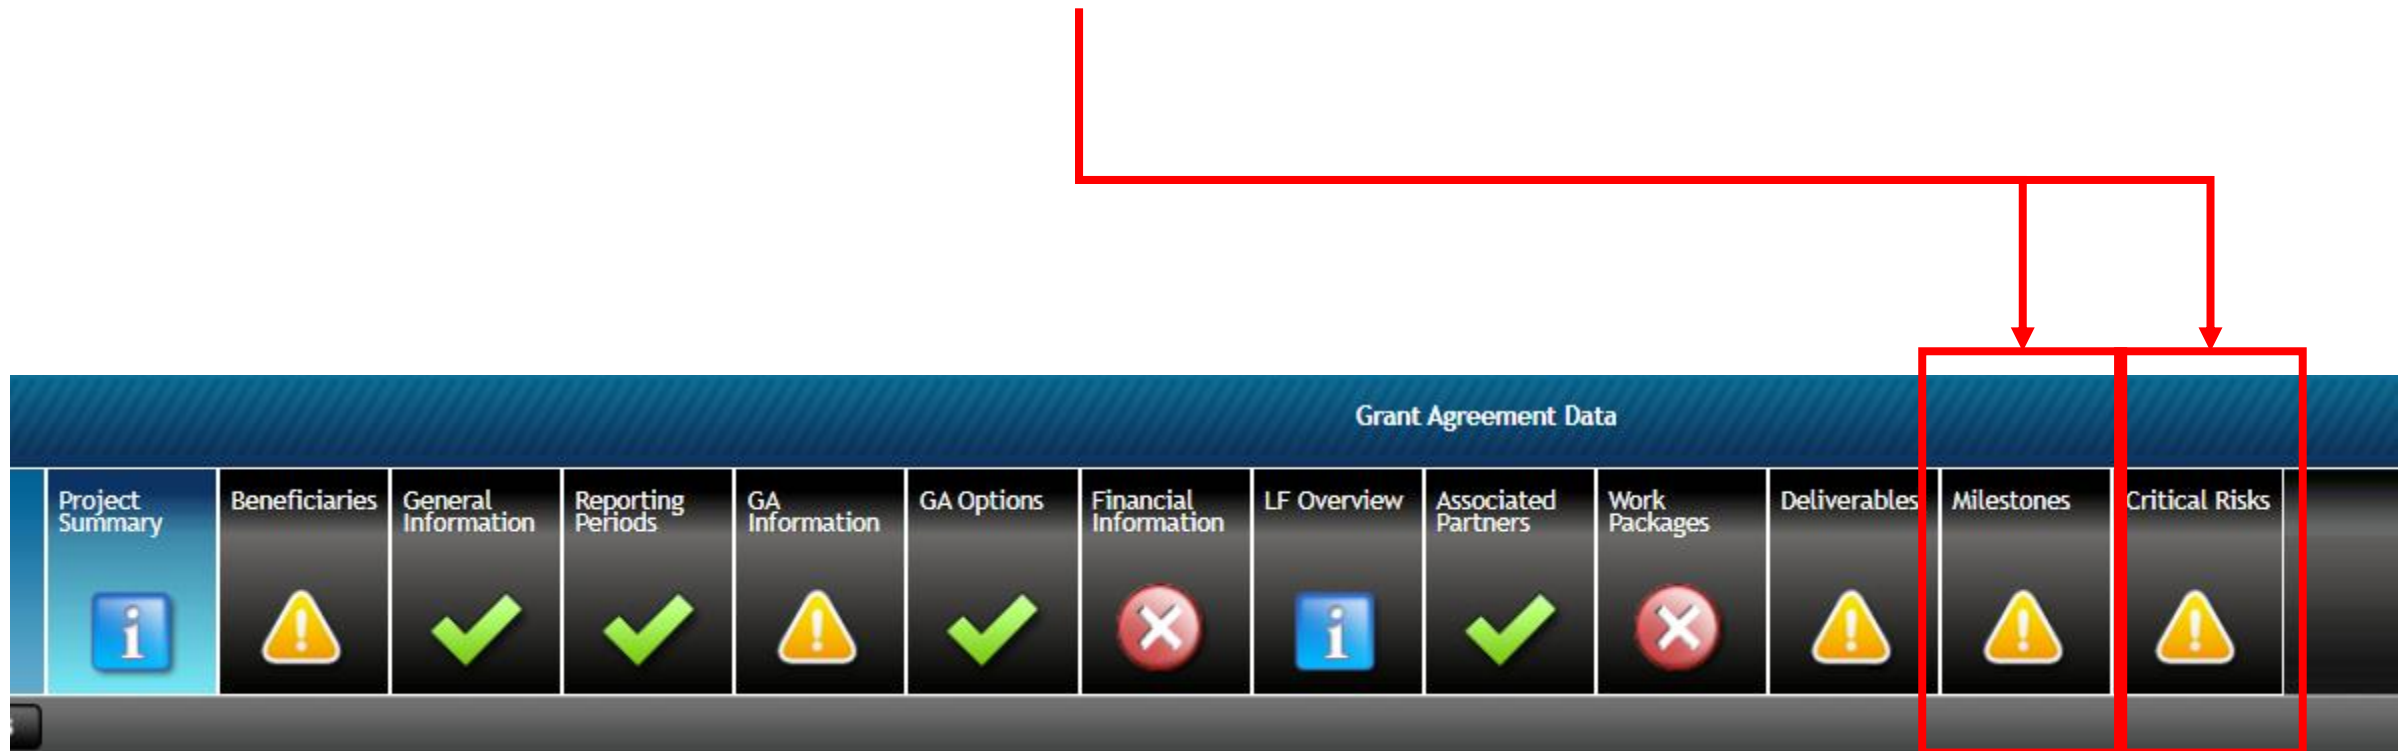 Grant Agreement Data
Project
Summary
Beneficiaries
General
Information
Reporting
Periods
GA
Information
GA Options
Financial
Information
LF Overview
Associated
Partners
Work
Packages
Deliverables
Milestones
Critical Risks